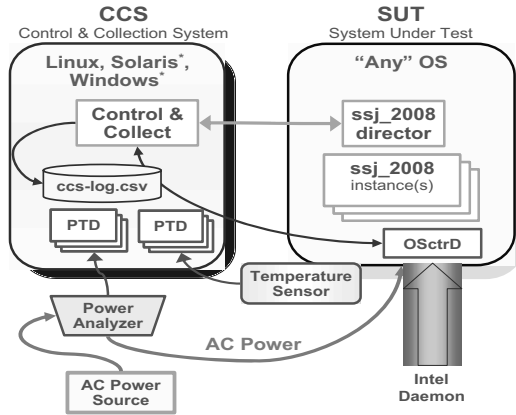 CCS
Control & Collection System
Linux, Solaris*,
Windows*
Control &
Collect
ccs-log.csv
PTD
PTD
SUT
System Under Test
“Any” OS
ssj_2008
director
ssj_2008
instance(s)
OSctrD
Temperature
Sensor
Power
Analyzer
AC Power
AC Power
Source
Intel
Daemon